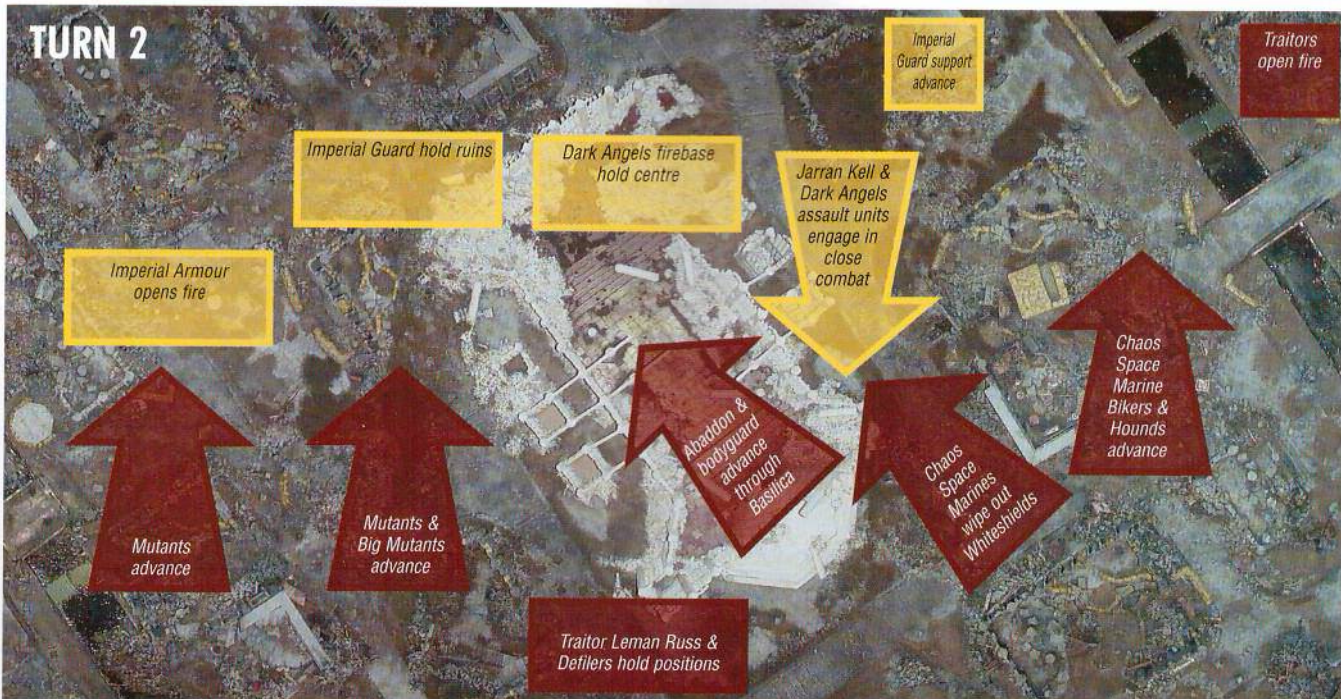 TURN 2
Imperial
Guard support
advance
Traitors
open fire
Imperial Guard hold ruins
Dark Angels firebase
hold centre
Jarran Kell &
Dark Angels
assault units
engage in
close
combat
Imperial Armour
opens fire
Chaos
Space
Marine
Bikers &
Hounds
advance
Abaddon &
bodyguard
advance
through
Basilica
Chaos
Space
Marines
wipe out
Whiteshields
Mutants
advance
Mutants &
Big Mutants
advance
Traitor Leman Russ &
Defilers hold positions